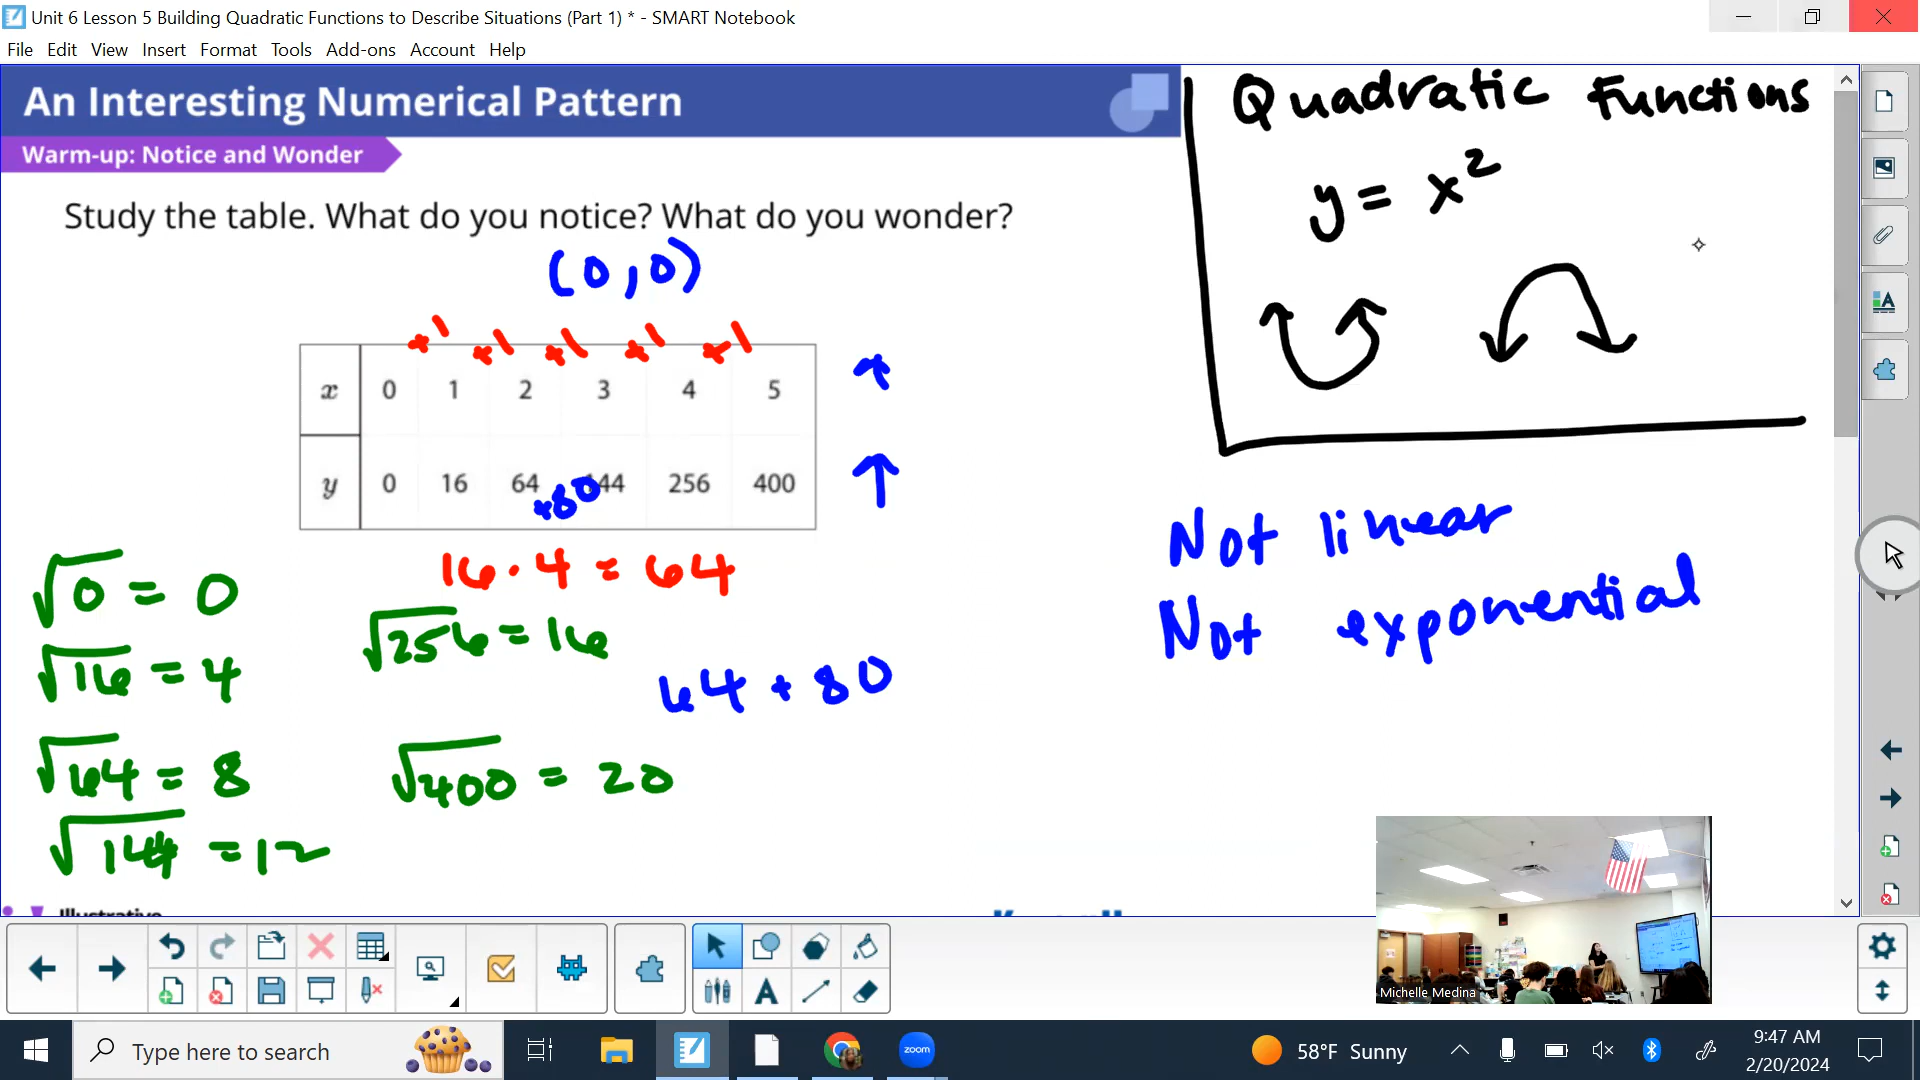 Unit 6 Lesson 5 Building Quadratic Functions to Describe Situations (Part 1) * - SMART Notebook
File Edit View Insert Format Tools Add-ons Account Help
An Interesting Numerical Pattern
Warm-up: Notice and Wonder
Study the table. What do you notice? What do you wonder?
(0,0)
+1 +1 +1 +1 +1
x 0 1 2 3 4 5
y 0 16 64 144 256 400
+80
16 · 4 = 64
√0 = 0
√16 = 4
√64 = 8
√144 = 12
√256 = 16
√400 = 20
64 + 80
Quadratic Functions
y = x²
Not linear
Not exponential
Illustrative
Michelle Medina
Type here to search
zoom
58°F Sunny
9:47 AM
2/20/2024